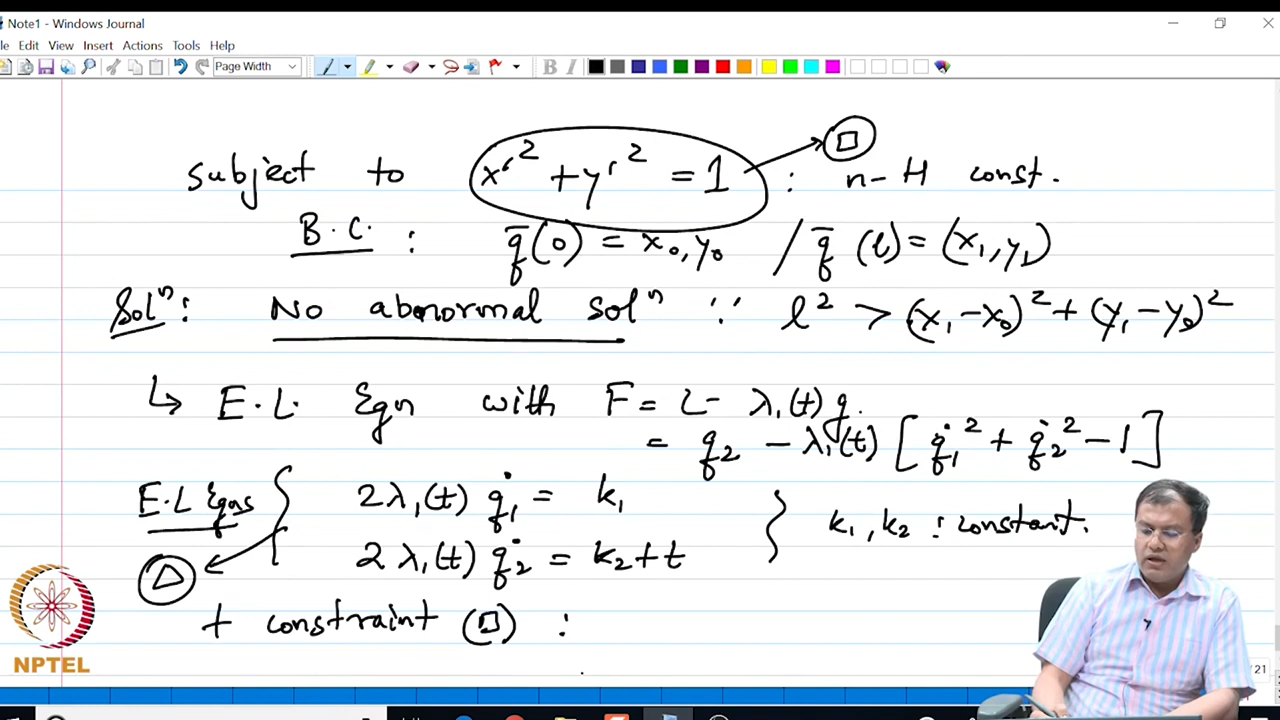 Note1 - Windows Journal
le Edit View Insert Actions Tools Help
Page Width
subject to x'² + y'² = 1 → □ : n-H const.
B.C. : q̄(0) = x₀, y₀ / q̄(l) = (x₁, y₁)
Solⁿ: No abnormal solⁿ ∵ l² > (x₁-x₀)² + (y₁-y₀)²
↳ E.L. Eqn with F = L - λ₁(t) g.
= q₂ - λ₁(t) [q̇₁² + q̇₂² - 1]
E.L Eqns { 2λ₁(t) q̇₁ = k₁ } k₁, k₂ : constant.
△ 2λ₁(t) q̇₂ = k₂+t
+ constraint (□) :
NPTEL
/ 21